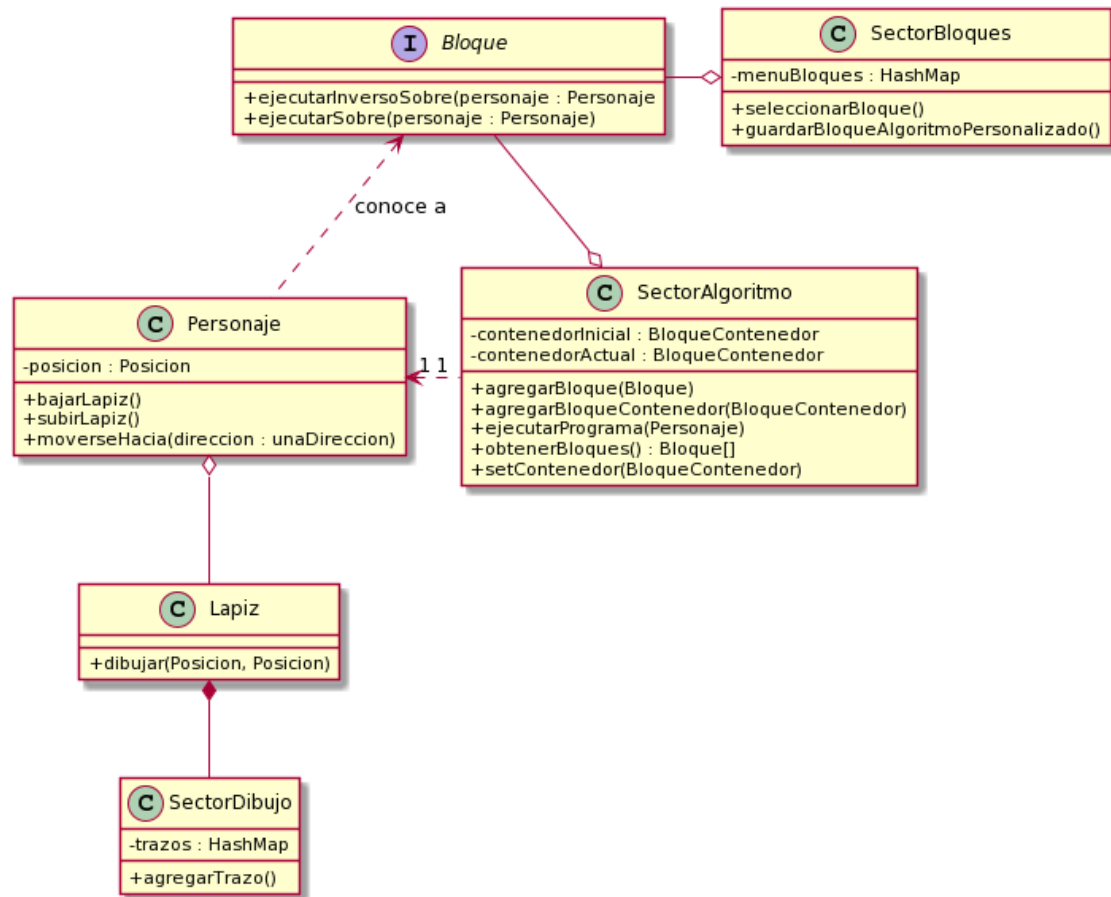 I Bloque
+ejecutarInversoSobre(personaje : Personaje
+ejecutarSobre(personaje : Personaje)
C SectorBloques
-menuBloques : HashMap
+seleccionarBloque()
+guardarBloqueAlgoritmoPersonalizado()
conoce a
C Personaje
-posicion : Posicion
+bajarLapiz()
+subirLapiz()
+moverseHacia(direccion : unaDireccion)
1 1
C SectorAlgoritmo
-contenedorInicial : BloqueContenedor
-contenedorActual : BloqueContenedor
+agregarBloque(Bloque)
+agregarBloqueContenedor(BloqueContenedor)
+ejecutarPrograma(Personaje)
+obtenerBloques() : Bloque[]
+setContenedor(BloqueContenedor)
C Lapiz
+dibujar(Posicion, Posicion)
C SectorDibujo
-trazos : HashMap
+agregarTrazo()